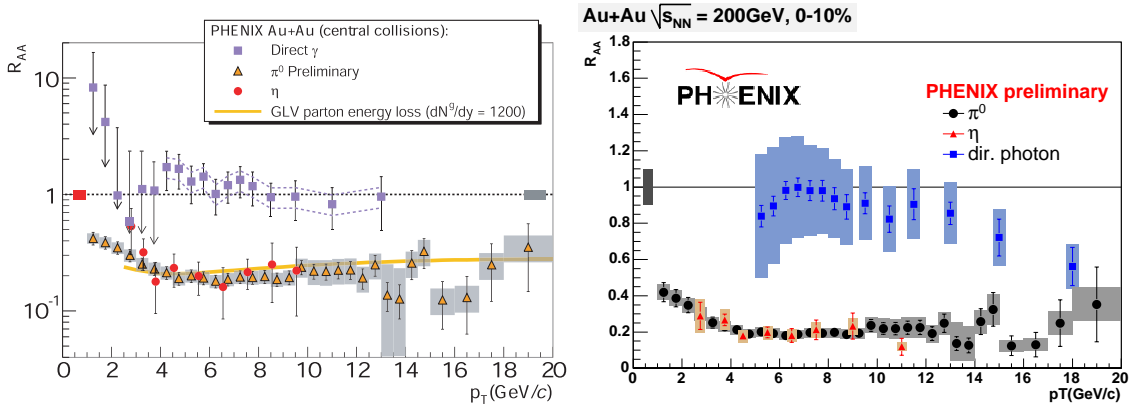 PHENIX Au+Au (central collisions):
Direct γ
π⁰ Preliminary
η
GLV parton energy loss (dNᵍ/dy = 1200)
R_AA
10
1
10⁻¹
0 2 4 6 8 10 12 14 16 18 20
p_T(GeV/c)
Au+Au √s_NN = 200GeV, 0-10%
R_AA
1.8
1.6
1.4
1.2
1
0.8
0.6
0.4
0.2
0
PHENIX
PHENIX preliminary
π⁰
η
dir. photon
0 2 4 6 8 10 12 14 16 18 20
pT(GeV/c)